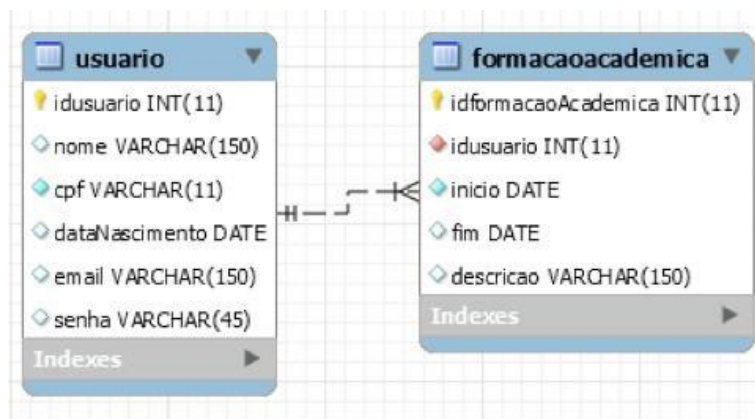 usuario
idusuario INT(11)
nome VARCHAR(150)
cpf VARCHAR(11)
dataNascimento DATE
email VARCHAR(150)
senha VARCHAR(45)
Indexes
formacaoacademica
idformacaoAcademica INT(11)
idusuario INT(11)
inicio DATE
fim DATE
descricao VARCHAR(150)
Indexes